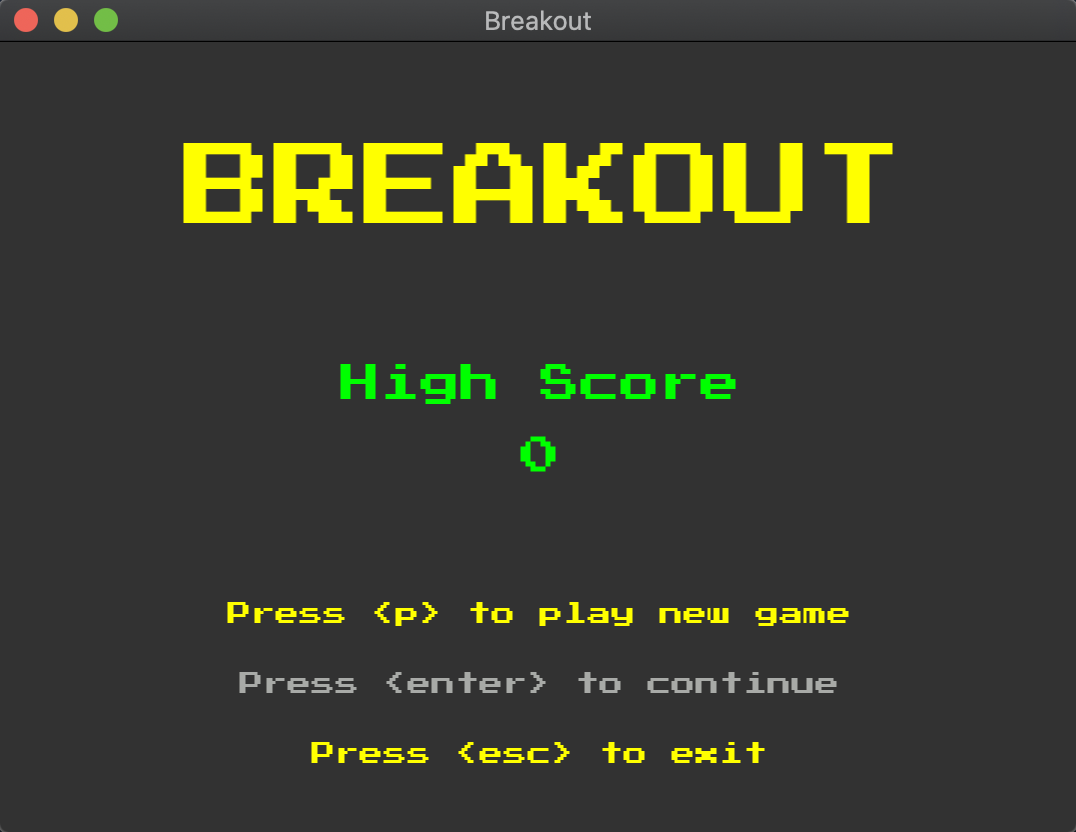 Breakout
BREAKOUT
High Score
0
Press <p> to play new game
Press <enter> to continue
Press <esc> to exit